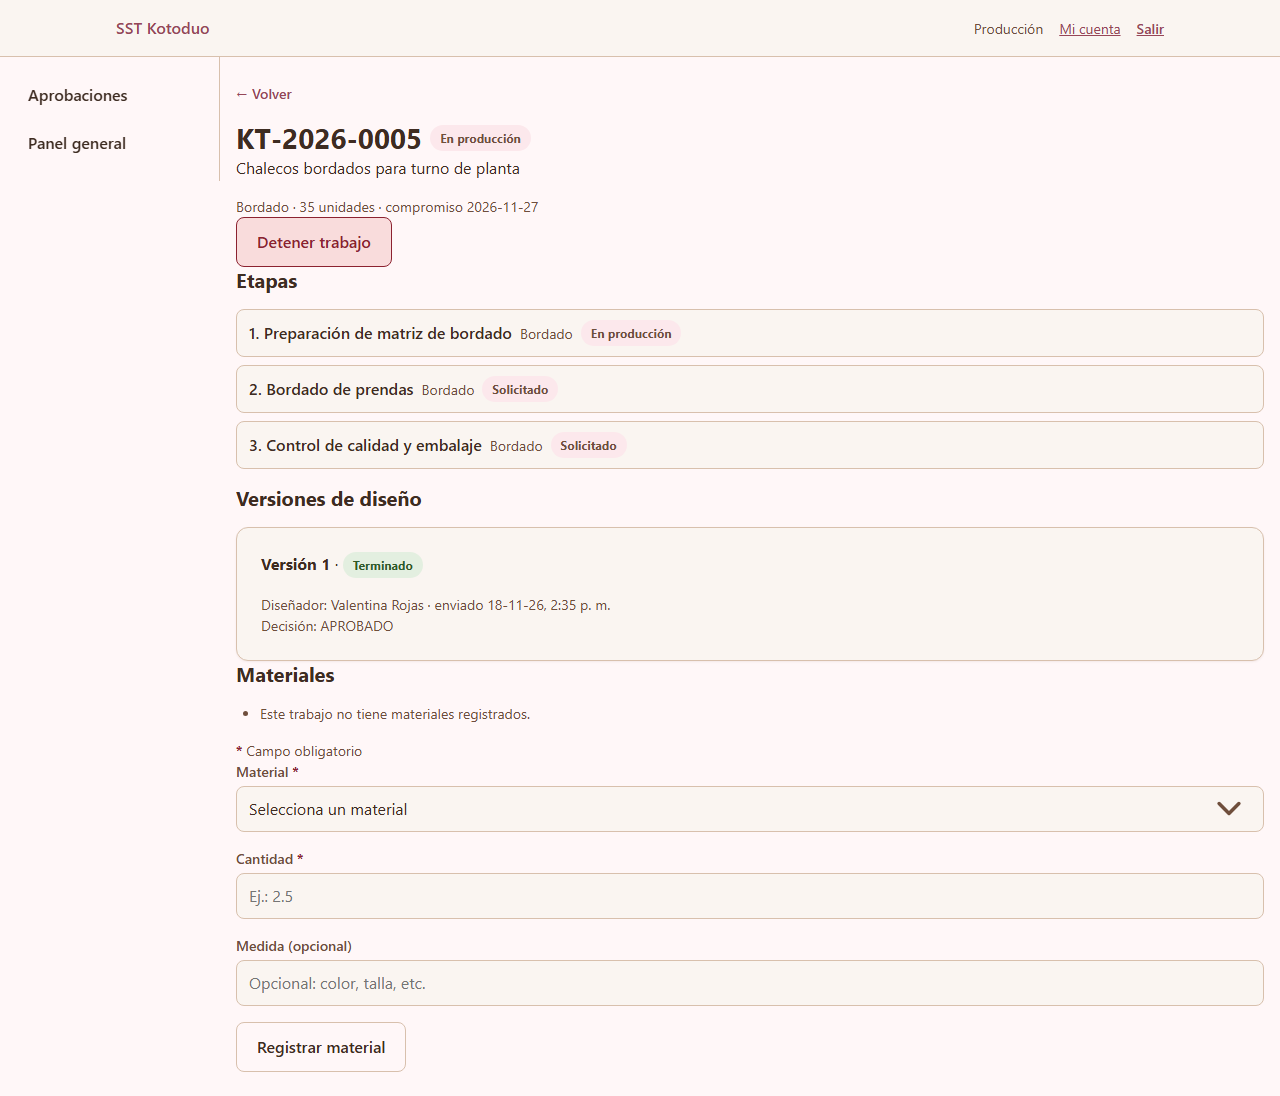 SST Kotoduo
Producción Mi cuenta Salir
Aprobaciones
Panel general
← Volver
KT-2026-0005 En producción
Chalecos bordados para turno de planta
Bordado · 35 unidades · compromiso 2026-11-27
Detener trabajo
Etapas
1. Preparación de matriz de bordado Bordado En producción
2. Bordado de prendas Bordado Solicitado
3. Control de calidad y embalaje Bordado Solicitado
Versiones de diseño
Versión 1 · Terminado
Diseñador: Valentina Rojas · enviado 18-11-26, 2:35 p. m.
Decisión: APROBADO
Materiales
• Este trabajo no tiene materiales registrados.
* Campo obligatorio
Material *
Selecciona un material
Cantidad *
Ej.: 2.5
Medida (opcional)
Opcional: color, talla, etc.
Registrar material